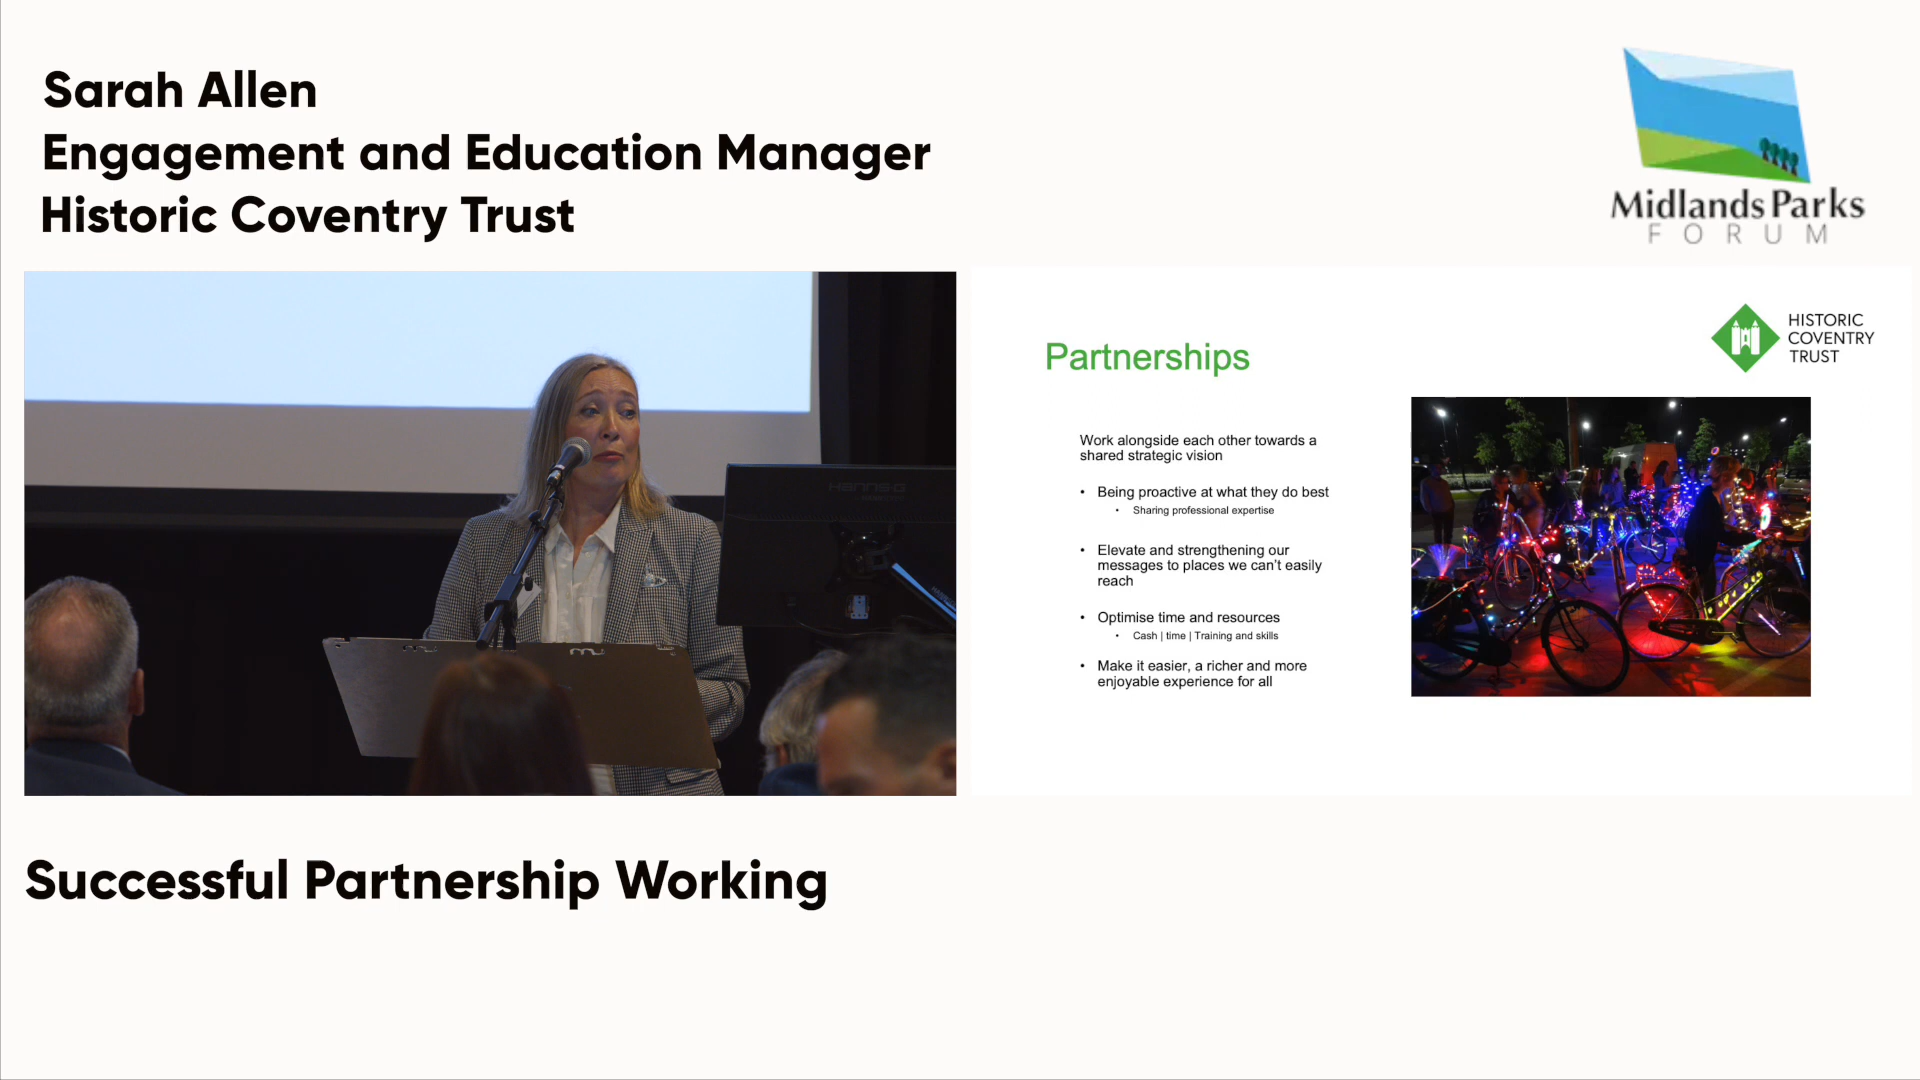 Sarah Allen
Engagement and Education Manager
Historic Coventry Trust
Midlands Parks
FORUM
HANNS-G
HISTORIC
COVENTRY
TRUST
Partnerships
Work alongside each other towards a
shared strategic vision
• Being proactive at what they do best
• Sharing professional expertise
• Elevate and strengthening our
messages to places we can't easily
reach
• Optimise time and resources
• Cash | time | Training and skills
• Make it easier, a richer and more
enjoyable experience for all
Successful Partnership Working